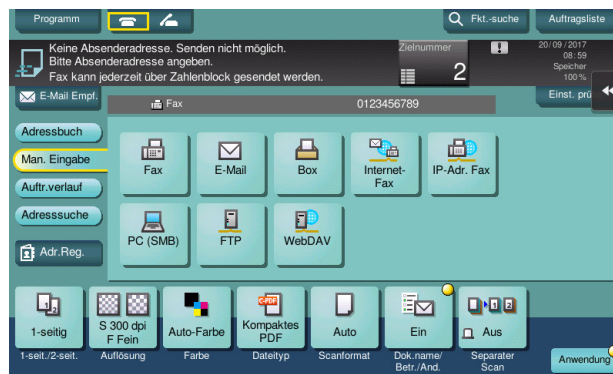 Programm
Fkt.-suche
Auftragsliste
Keine Absenderadresse. Senden nicht möglich.
Bitte Absenderadresse angeben.
Fax kann jederzeit über Zahlenblock gesendet werden.
Zielnummer
2
20/09/2017
08:59
Speicher
100%
E-Mail Empf.
Fax
0123456789
Einst. prü
Adressbuch
Man. Eingabe
Auftr.verlauf
Adresssuche
Adr.Reg.
Fax
E-Mail
Box
Internet-
Fax
IP-Adr. Fax
PC (SMB)
FTP
WebDAV
1-seitig
S 300 dpi
F Fein
Auto-Farbe
Kompaktes
PDF
Auto
Ein
Aus
1-seit./2-seit.
Auflösung
Farbe
Dateityp
Scanformat
Dok.name/
Betr./And.
Separater
Scan
Anwendung